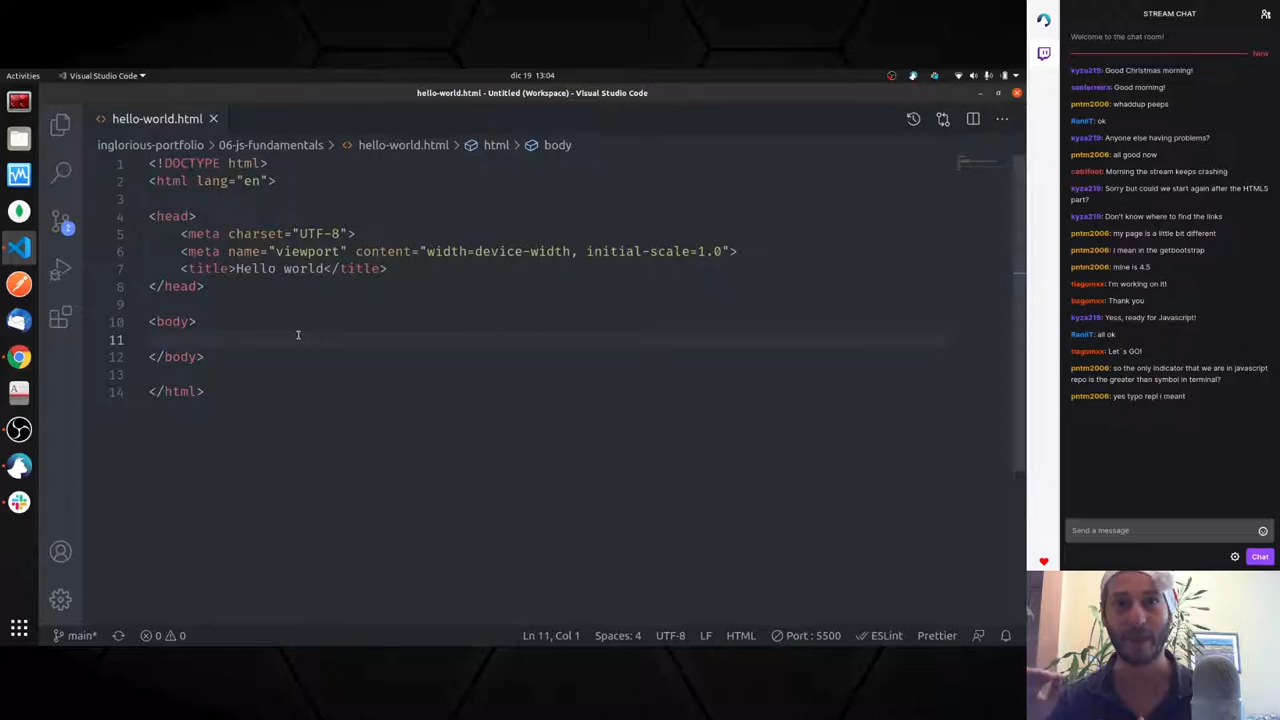 Activities
Visual Studio Code
dic 19 13:04
hello-world.html - Untitled (Workspace) - Visual Studio Code
hello-world.html
inglorious-portfolio > 06-js-fundamentals > hello-world.html > html > body
1 <!DOCTYPE html>
2 <html lang="en">
3
4 <head>
5 <meta charset="UTF-8">
6 <meta name="viewport" content="width=device-width, initial-scale=1.0">
7 <title>Hello world!</title>
8 </head>
9
10 <body>
11
12 </body>
13
14 </html>
2
main*
0 0
Ln 11, Col 1
Spaces: 4
UTF-8
LF
HTML
Port : 5500
ESLint
Prettier
STREAM CHAT
Welcome to the chat room!
New
kyza219: Good Christmas morning!
Good morning!
pntm2006: whaddup peeps
RaniIT: ok
kyza219: Anyone else having problems?
pntm2006: all good now
catrifoot: Morning the stream keeps crashing
kyza219: Sorry but could we start again after the HTML5
part?
kyza219: Don't know where to find the links
pntm2006: my page is a little bit different
pntm2006: I mean in the getbootstrap
pntm2006: mine is 4.5
tiagomxx: I'm working on it!
tiagomxx: Thank you
kyza219: Yess, ready for Javascript!
RaniIT: all ok
tiagomxx: Let´s GO!
pntm2006: so the only indicator that we are in javascript
repo is the greater than symbol in terminal?
pntm2006: yes typo repl i meant
Send a message
Chat